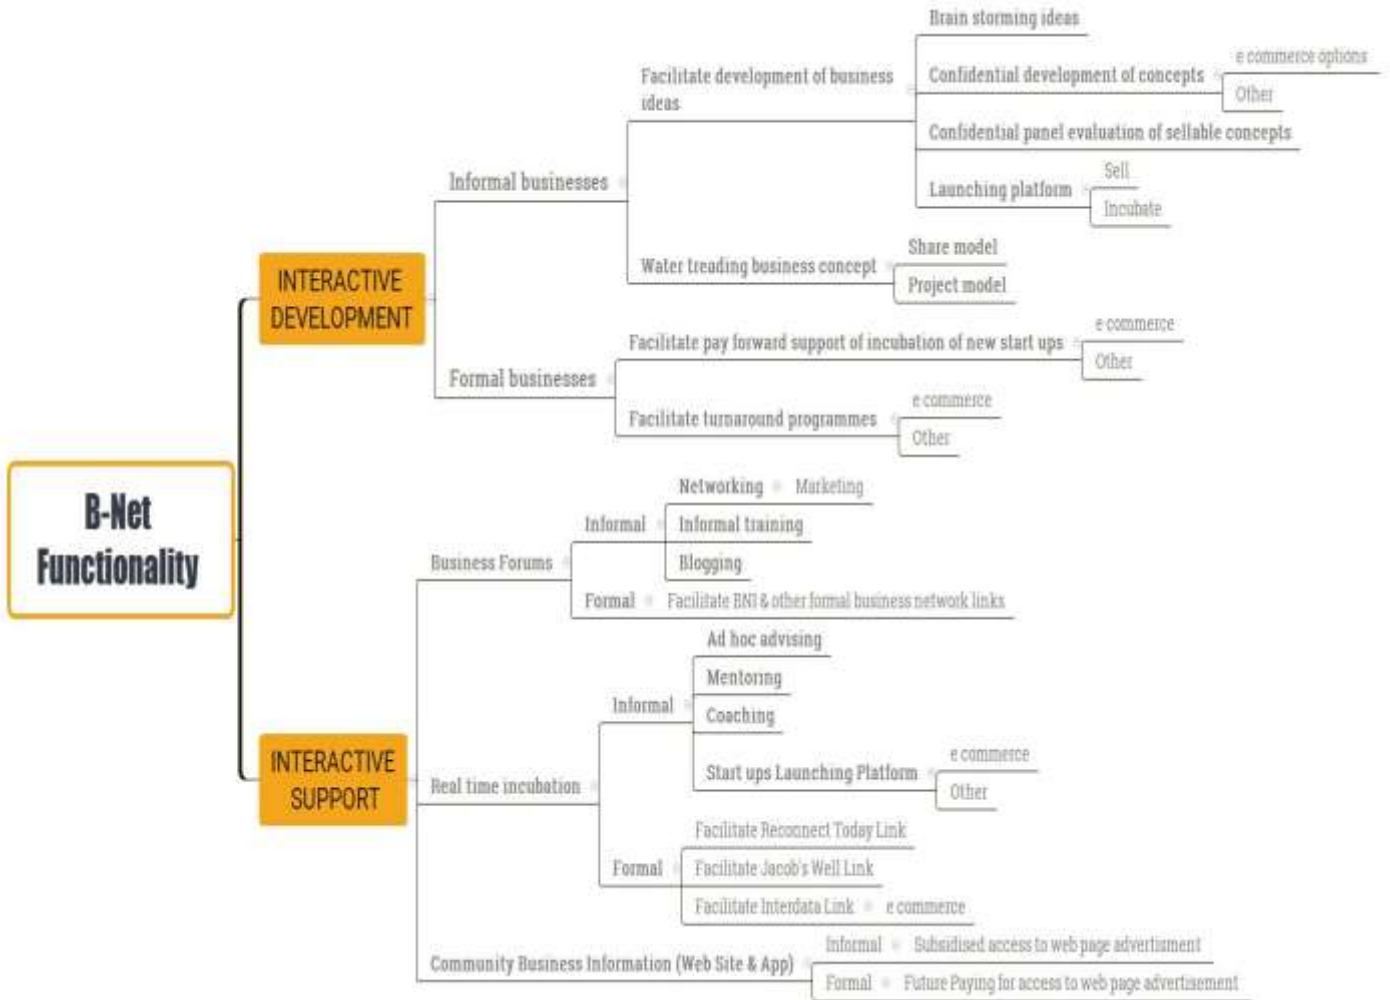 B-Net
Functionality
INTERACTIVE
DEVELOPMENT
Informal businesses
Facilitate development of business
ideas
Brain storming ideas
Confidential development of concepts
e commerce options
Other
Confidential panel evaluation of sellable concepts
Launching platform
Sell
Incubate
Water treading business concept
Share model
Project model
Formal businesses
Facilitate pay forward support of incubation of new start ups
e commerce
Other
Facilitate turnaround programmes
e commerce
Other
INTERACTIVE
SUPPORT
Business Forums
Informal
Networking
Marketing
Informal training
Blogging
Formal
Facilitate BNI & other formal business network links
Real time incubation
Informal
Ad hoc advising
Mentoring
Coaching
Start ups Launching Platform
e commerce
Other
Formal
Facilitate Reconnect Today Link
Facilitate Jacob's Well Link
Facilitate Interdata Link
e commerce
Community Business Information (Web Site & App)
Informal
Subsidised access to web page advertisment
Formal
Future Paying for access to web page advertisement